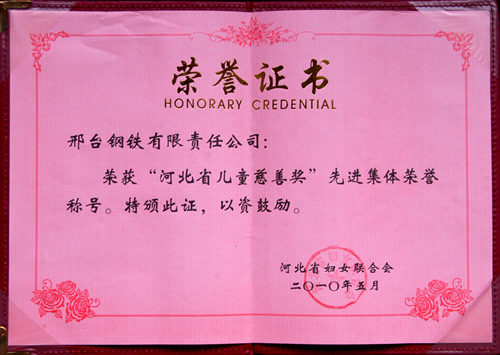 荣誉证书
HONORARY CREDENTIAL
邢台钢铁有限责任公司：
荣获“河北省儿童慈善奖”先进集体荣誉
称号。特颁此证，以资鼓励。
河北省妇女联合会
二〇一〇年五月